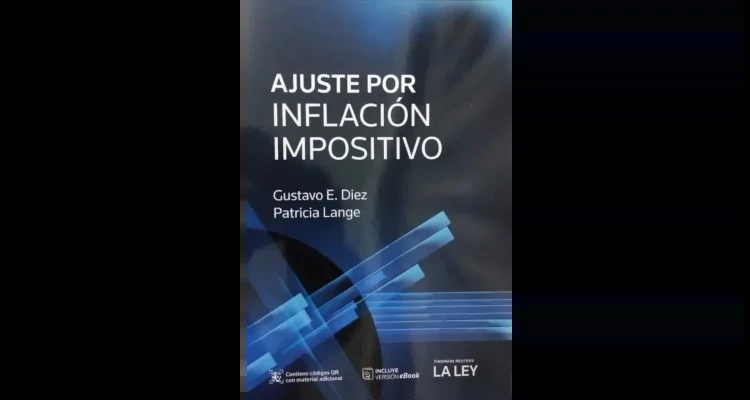 AJUSTE POR
INFLACIÓN
IMPOSITIVO
Gustavo E. Diez
Patricia Lange
Contiene códigos QR
con material adicional
INCLUYE
VERSIÓN eBook
THOMSON REUTERS
LA LEY